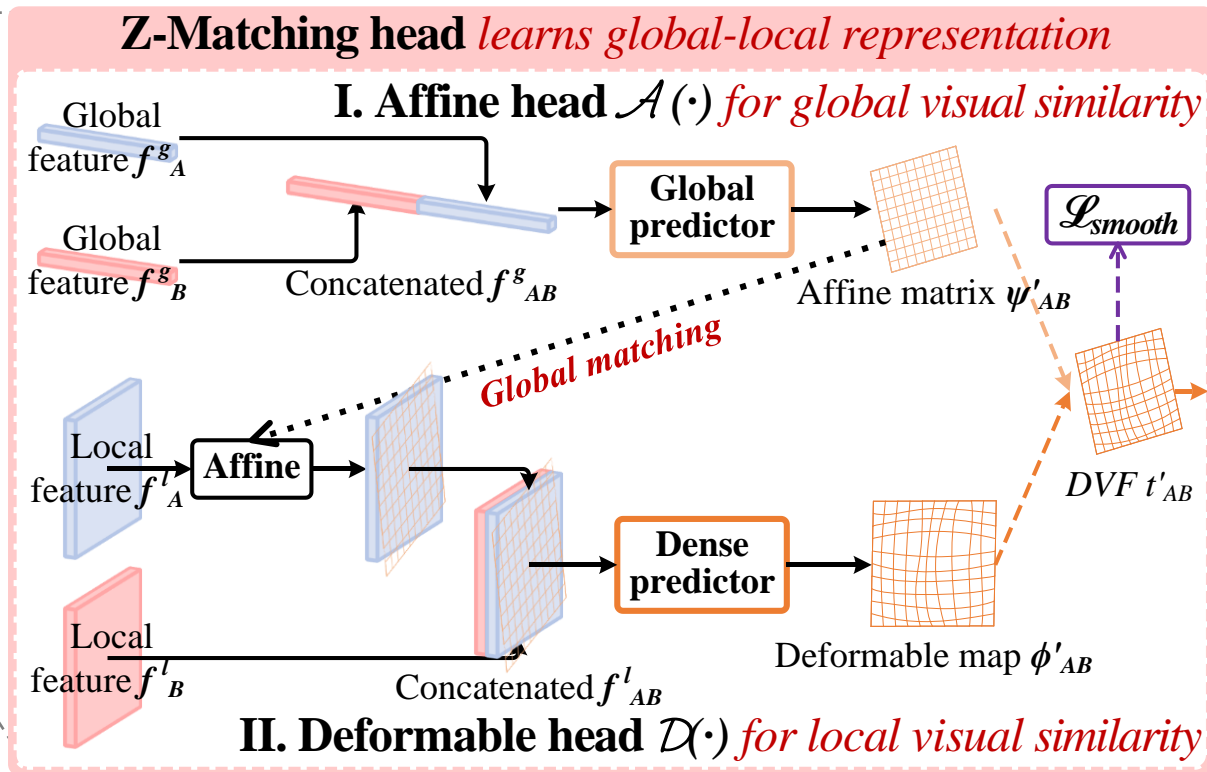 Z-Matching head learns global-local representation
I. Affine head 𝒜(·) for global visual similarity
Global
feature f^g_A
Global
predictor
ℒ_smooth
Global
feature f^g_B
Concatenated f^g_AB
Affine matrix ψ'_AB
Global matching
Local
feature f^l_A
Affine
DVF t'_AB
Dense
predictor
Local
feature f^l_B
Concatenated f^l_AB
Deformable map ϕ'_AB
II. Deformable head 𝒟(·) for local visual similarity